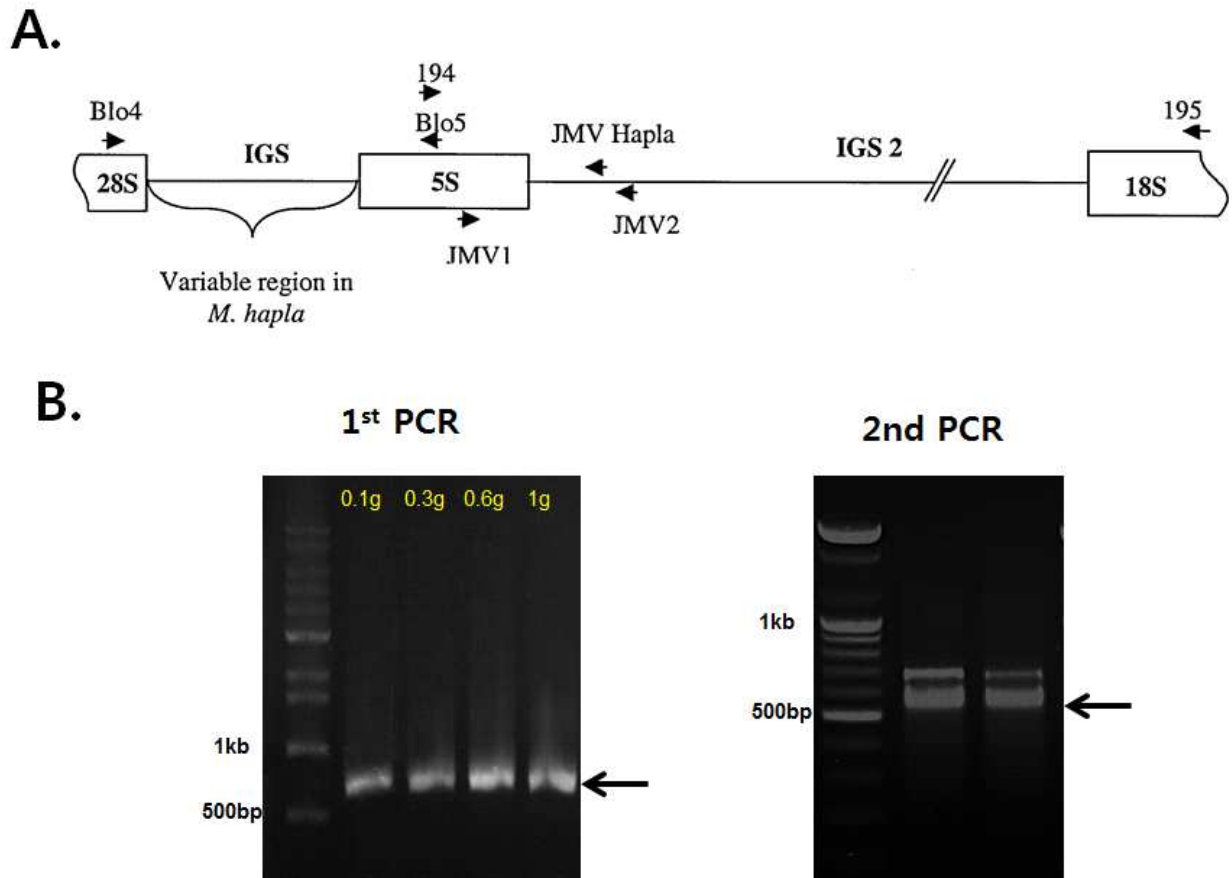 A.
194
Blo4
Blo5
195
IGS
JMV Hapla
IGS 2
28S
5S
18S
JMV1
JMV2
Variable region in
M. hapla
B.
1st PCR
2nd PCR
0.1g 0.3g 0.6g 1g
1kb
500bp
1kb
500bp